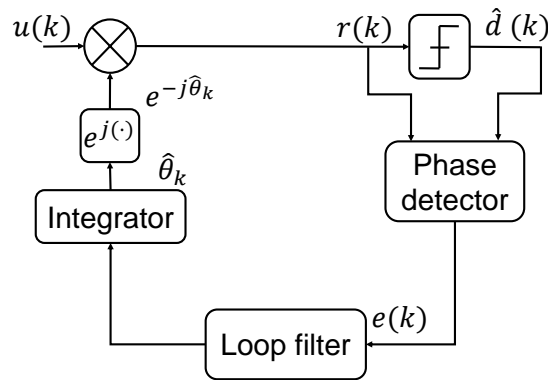 u(k)
r(k)
d̂ (k)
e^{-jθ̂_k}
e^{j(·)}
θ̂_k
Phase
detector
Integrator
e(k)
Loop filter